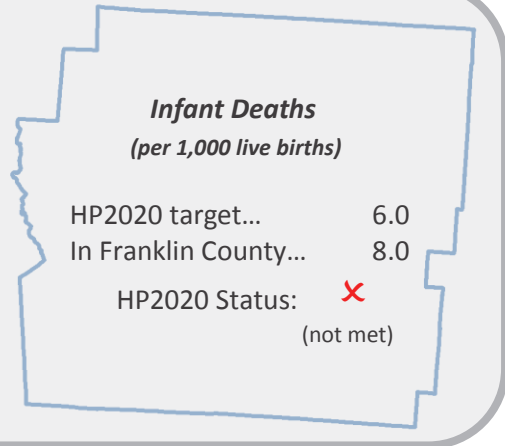 Infant Deaths
(per 1,000 live births)
HP2020 target... 6.0
In Franklin County... 8.0
HP2020 Status: ✗
(not met)